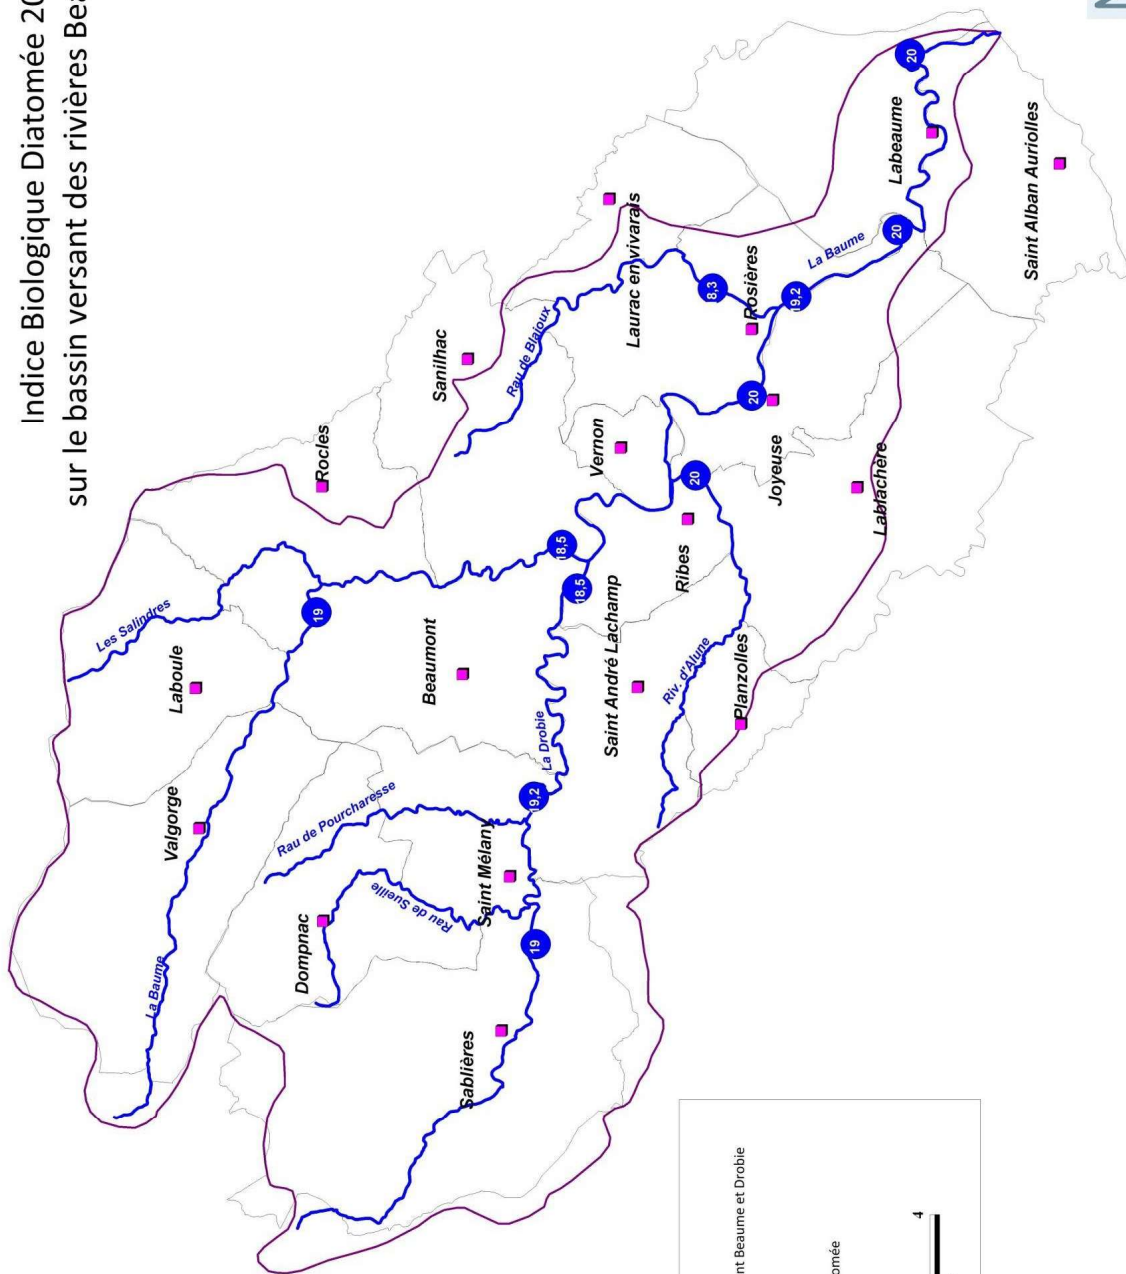 Indice Biologique Diatomée 20
sur le bassin versant des rivières Bea
Rocles
Sanilhac
Les Salindres
Laboule
Valgorge
La Baume
19
Beaumont
Rau de Pourcharesse
Dompnac
Rau de Sueille
Saint Mélany
Sablières
19
19,2
La Drobie
18,5
18,5
Saint André Lachamp
Vernon
Rau de Blajoux
Laurac en vivarais
18,3
Rosières
19,2
La Baume
20
20
Labeaume
Saint Alban Auriolles
20
Joyeuse
20
Ribes
Riv. d'Alune
Planzolles
Lablachère
nt Beaume et Drobie
omée
4